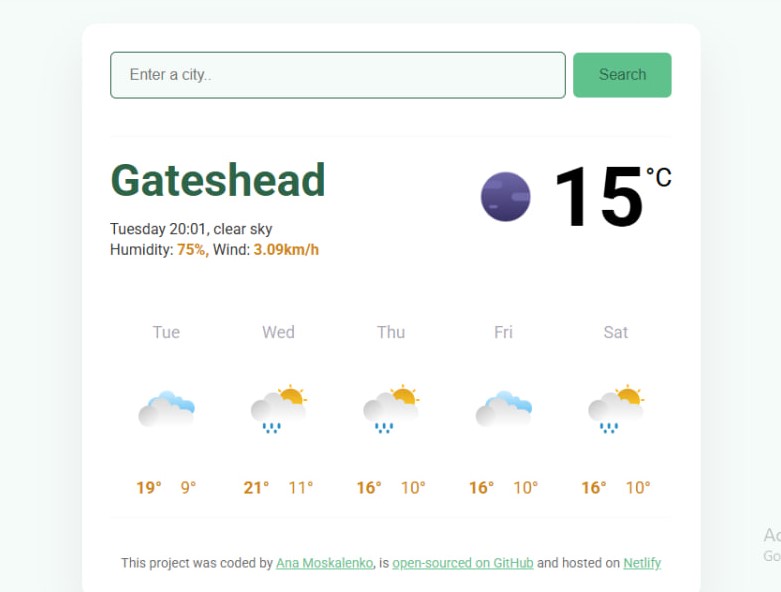 Enter a city..
Search
Gateshead
15°C
Tuesday 20:01, clear sky
Humidity: 75%, Wind: 3.09km/h
Tue Wed Thu Fri Sat
19° 9° 21° 11° 16° 10° 16° 10° 16° 10°
This project was coded by Ana Moskalenko, is open-sourced on GitHub and hosted on Netlify